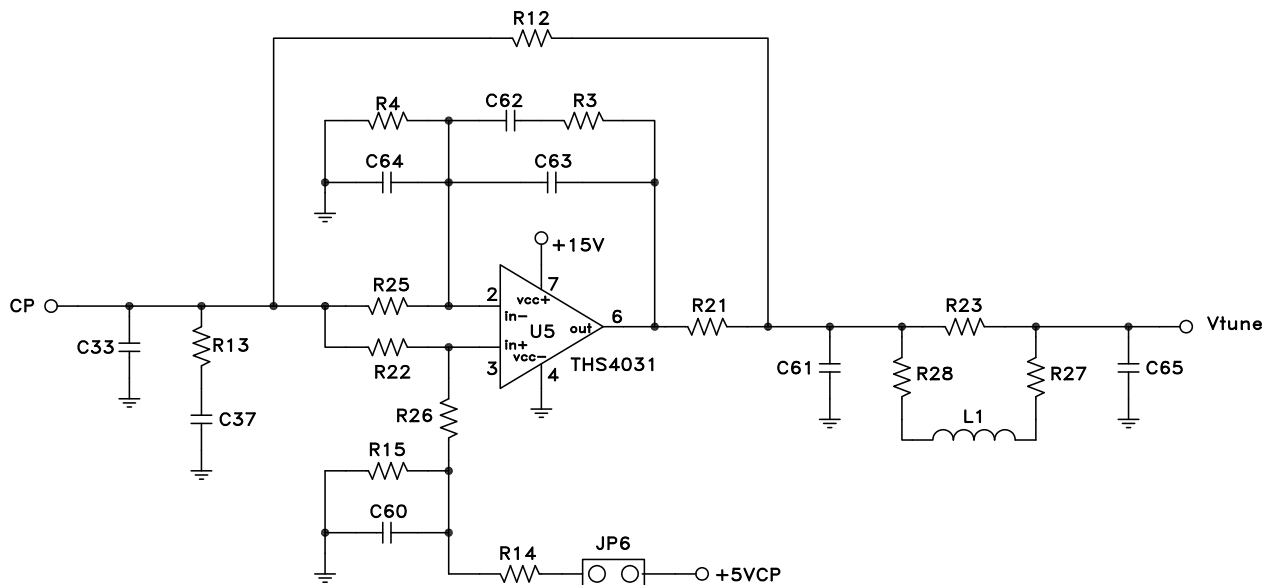 R12
R4
C62
R3
C64
C63
+15V
CP
R25
2
7
vcc+
in-
U5
out
6
R21
R23
Vtune
C33
R13
R22
in+
vcc-
3
4
THS4031
C61
R28
R27
C65
C37
R26
L1
R15
C60
R14
JP6
+5VCP